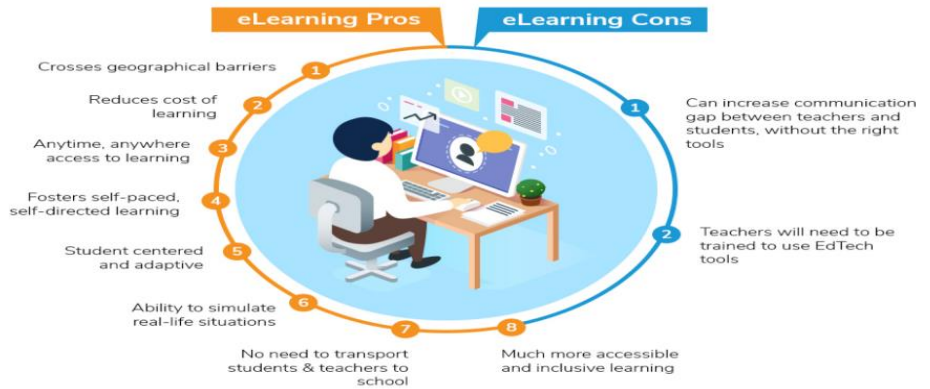 eLearning Pros
eLearning Cons
1
Crosses geographical barriers
2
Reduces cost of
learning
3
Anytime, anywhere
access to learning
4
Fosters self-paced,
self-directed learning
5
Student centered
and adaptive
6
Ability to simulate
real-life situations
7
No need to transport
students & teachers to
school
8
Much more accessible
and inclusive learning
1
Can increase communication
gap between teachers and
students, without the right
tools
2
Teachers will need to be
trained to use EdTech
tools